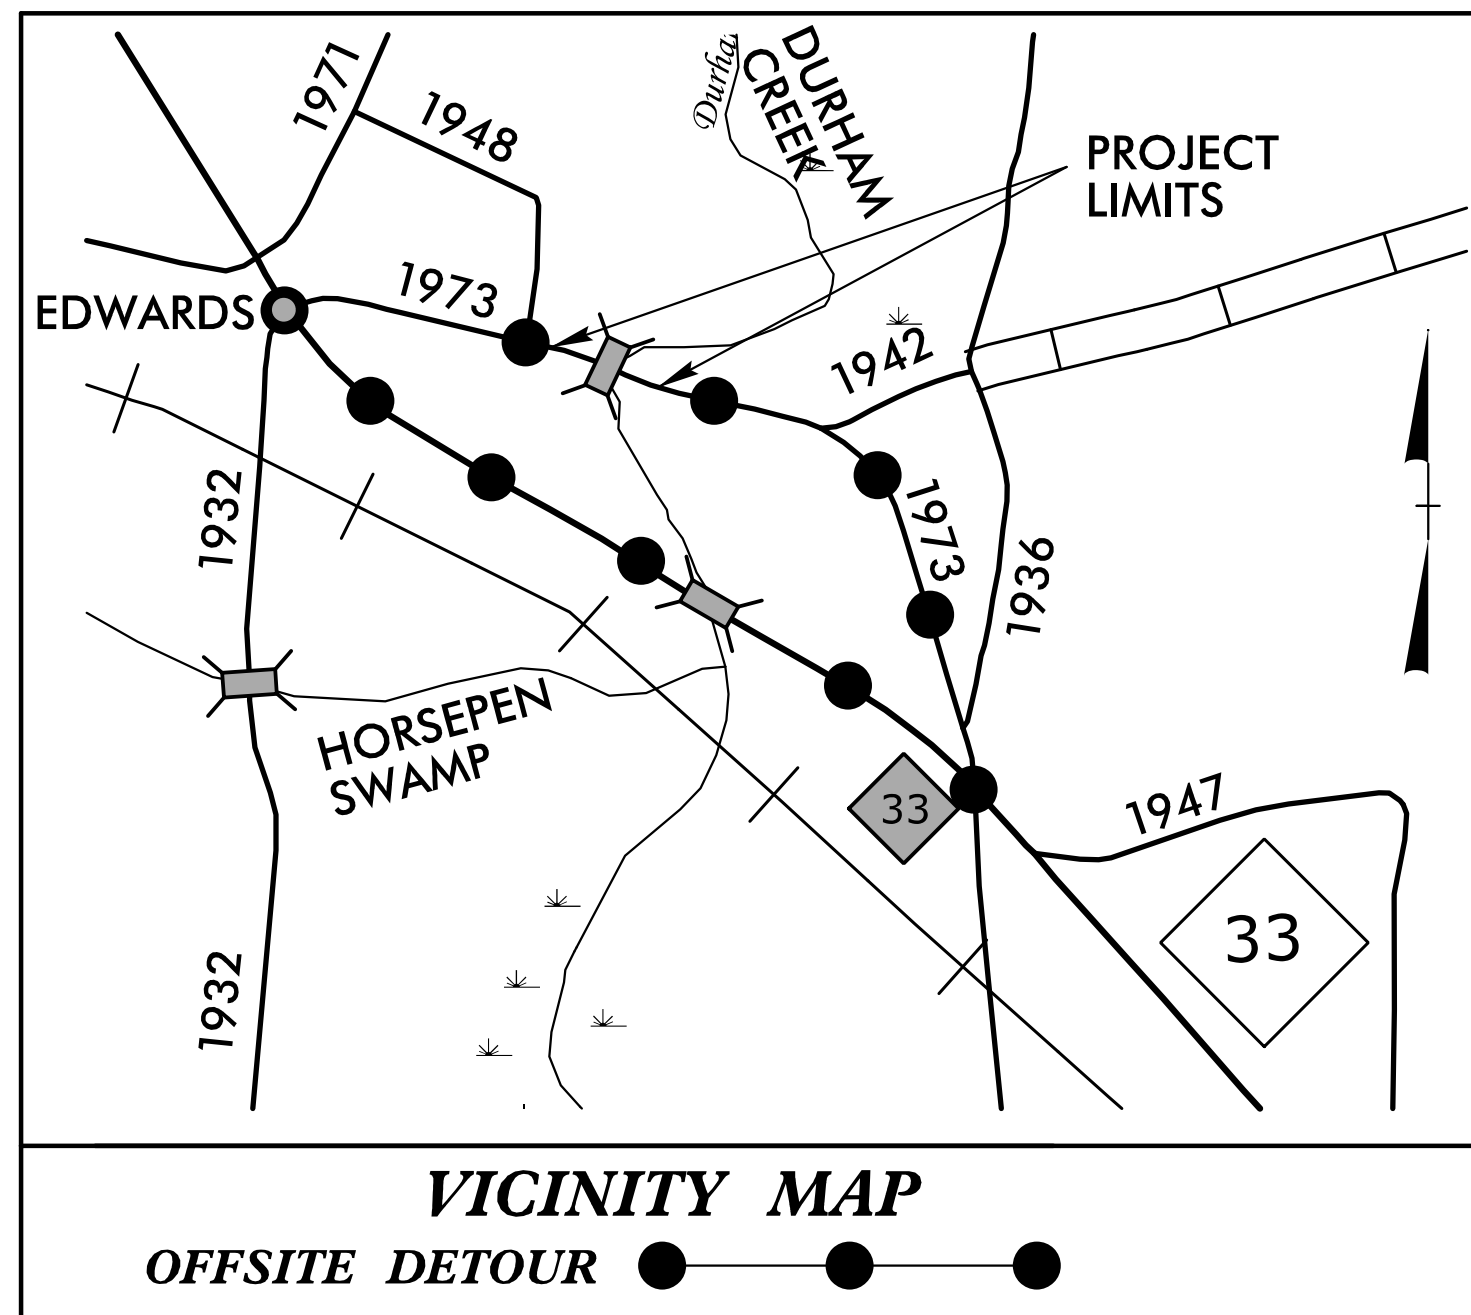 1971
1948
Durha
DURHAM
CREEK
PROJECT
LIMITS
1973
EDWARDS
1942
1932
1973
1936
HORSEPEN
SWAMP
33
1947
33
1932
VICINITY MAP
OFFSITE DETOUR